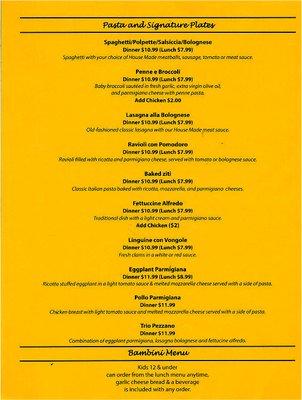 Pasta and Signature Plates
Spaghetti/Polpette/Salsiccia/Bolognese
Dinner $10.99 (Lunch $7.99)
Spaghetti with your choice of House Made meatballs, sausage, tomato or meat sauce.
Penne e Broccoli
Dinner $10.99 (Lunch $7.99)
Baby broccoli sautéed in fresh garlic, extra virgin olive oil,
and parmigiano cheese with penne pasta.
Add Chicken $2.00
Lasagna alla Bolognese
Dinner $10.99 (Lunch $7.99)
Old-fashioned classic lasagna with our House Made meat sauce.
Ravioli con Pomodoro
Dinner $10.99 (Lunch $7.99)
Ravioli filled with ricotta and parmigiano cheese, served with tomato or bolognese sauce.
Baked ziti
Dinner $10.99 (Lunch $7.99)
Classic Italian pasta baked with ricotta, mozzarella, and parmigiano cheeses.
Fettuccine Alfredo
Dinner $10.99 (Lunch $7.99)
Traditional dish with a light cream and parmigiano sauce.
Add Chicken ($2)
Linguine con Vongole
Dinner $10.99 (Lunch $7.99)
Fresh clams in a white or red sauce.
Eggplant Parmigiana
Dinner $11.99 (Lunch $8.99)
Ricotta stuffed eggplant in a light tomato sauce & melted mozzarella cheese served with a side of pasta.
Pollo Parmigiana
Dinner $11.99
Chicken breast with light tomato sauce and melted mozzarella cheese served with a side of pasta.
Trio Pezzano
Dinner $11.99
Combination of eggplant parmigiana, lasagna bolognese and fettucine alfredo.
Bambini Menu
Kids 12 & under
can order from the lunch menu anytime,
garlic cheese bread & a beverage
is included with any order.